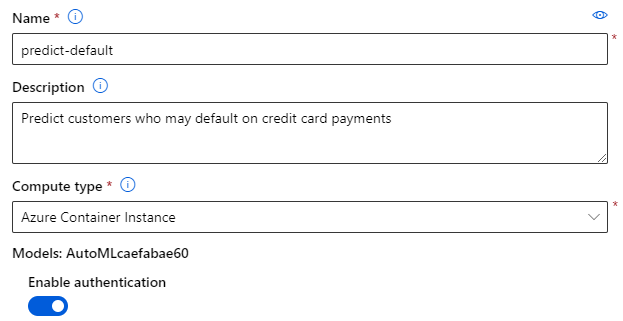 Name *
*
predict-default
Description
Predict customers who may default on credit card payments
Compute type *
*
Azure Container Instance
Models: AutoMLcaefabae60
Enable authentication